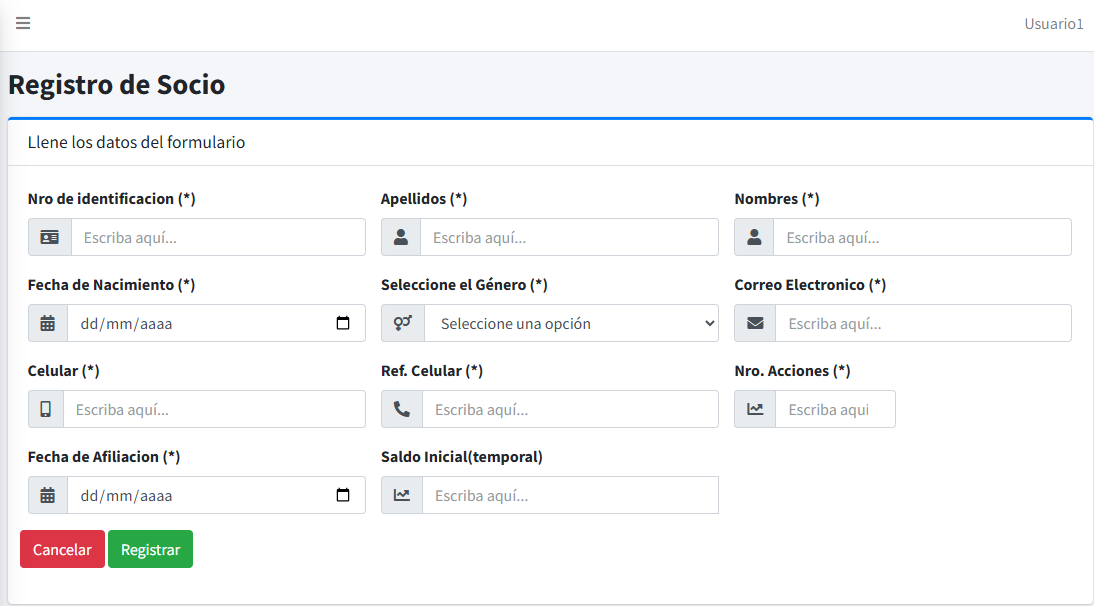 Usuario1
Registro de Socio
Llene los datos del formulario
Nro de identificacion (*) Apellidos (*) Nombres (*)
Escriba aquí... Escriba aquí... Escriba aquí...
Fecha de Nacimiento (*) Seleccione el Género (*) Correo Electronico (*)
dd/mm/aaaa Seleccione una opción Escriba aquí...
Celular (*) Ref. Celular (*) Nro. Acciones (*)
Escriba aquí... Escriba aquí... Escriba aqui
Fecha de Afiliacion (*) Saldo Inicial(temporal)
dd/mm/aaaa Escriba aquí...
Cancelar Registrar